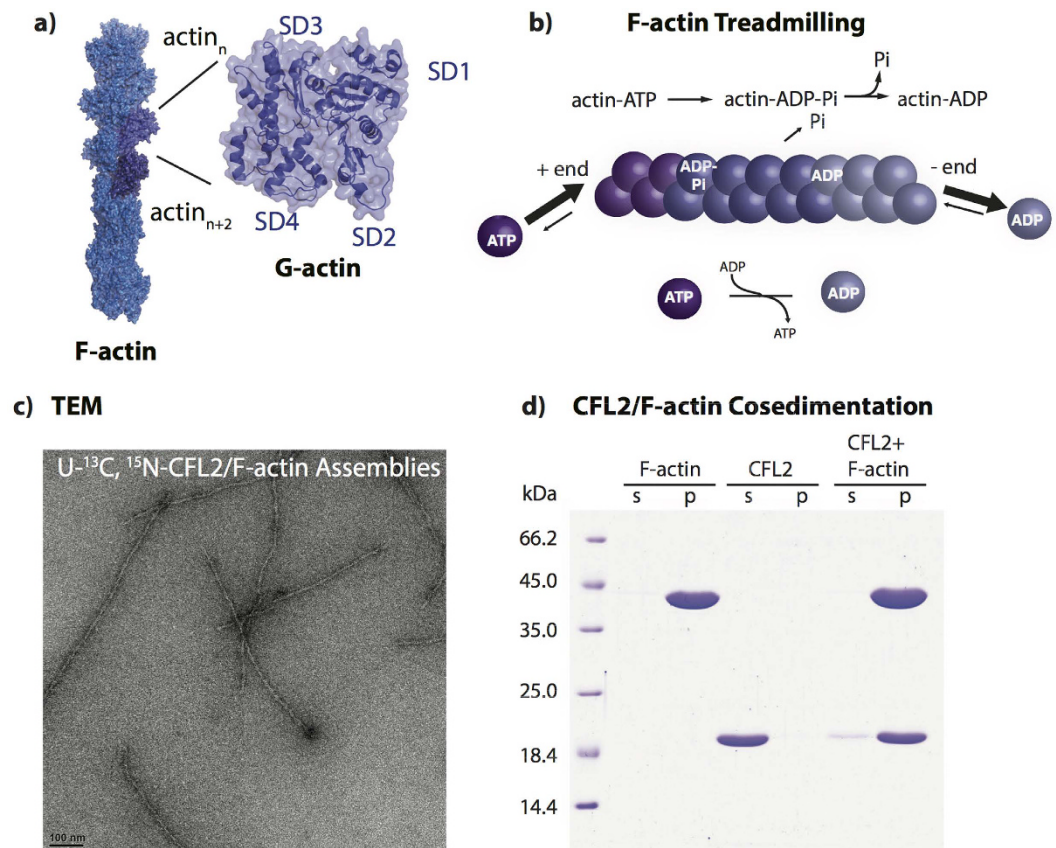 a)
actinₙ
SD3
SD1
actinₙ₊₂
SD4
SD2
G-actin
F-actin
b) F-actin Treadmilling
Pi
actin-ATP
actin-ADP-Pi
actin-ADP
Pi
+ end
ADP-
Pi
ADP
- end
ATP
ADP
ADP
ATP
ADP
ATP
c) TEM
U-¹³C, ¹⁵N-CFL2/F-actin Assemblies
100 nm
d) CFL2/F-actin Cosedimentation
CFL2+
F-actin CFL2 F-actin
kDa s p s p s p
66.2
45.0
35.0
25.0
18.4
14.4